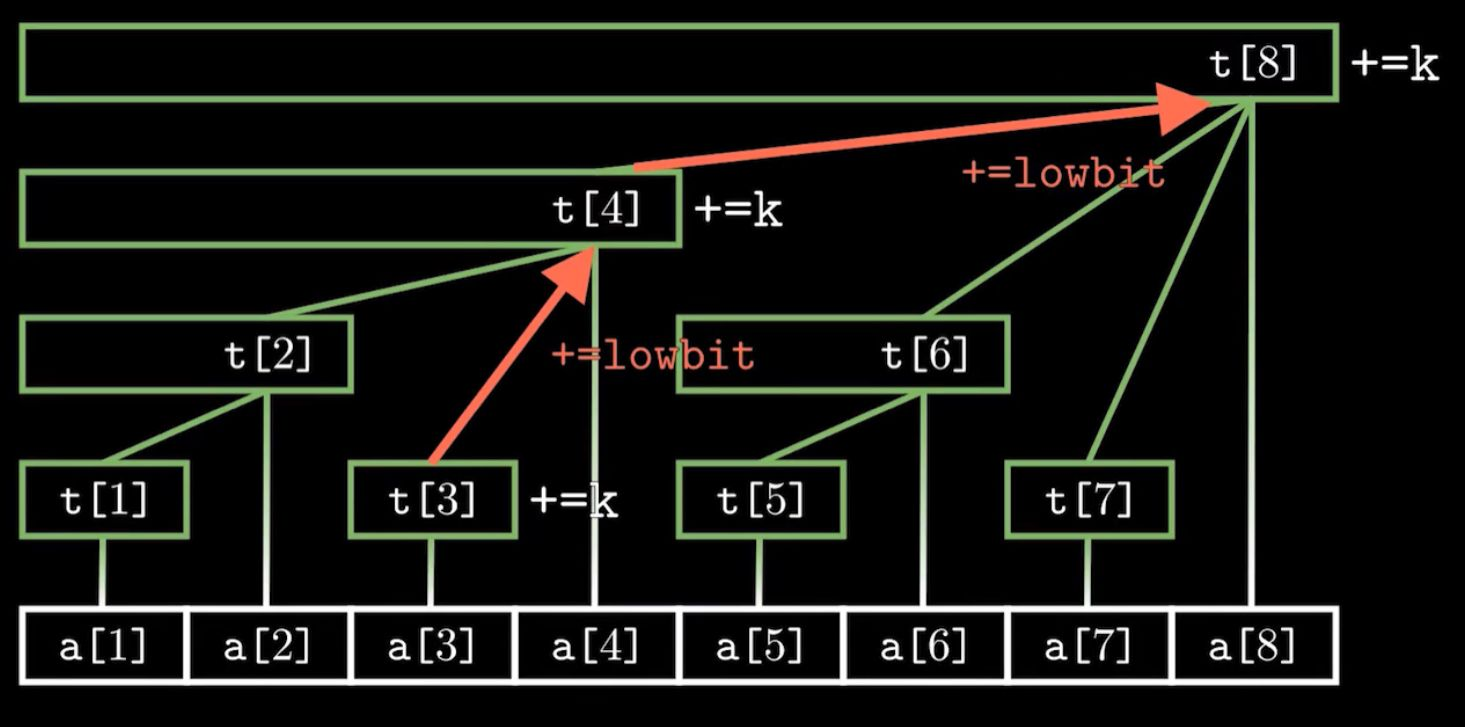 t[8] +=k
+=lowbit
t[4] +=k
t[2] +=lowbit t[6]
t[1] t[3] +=k t[5] t[7]
a[1] a[2] a[3] a[4] a[5] a[6] a[7] a[8]